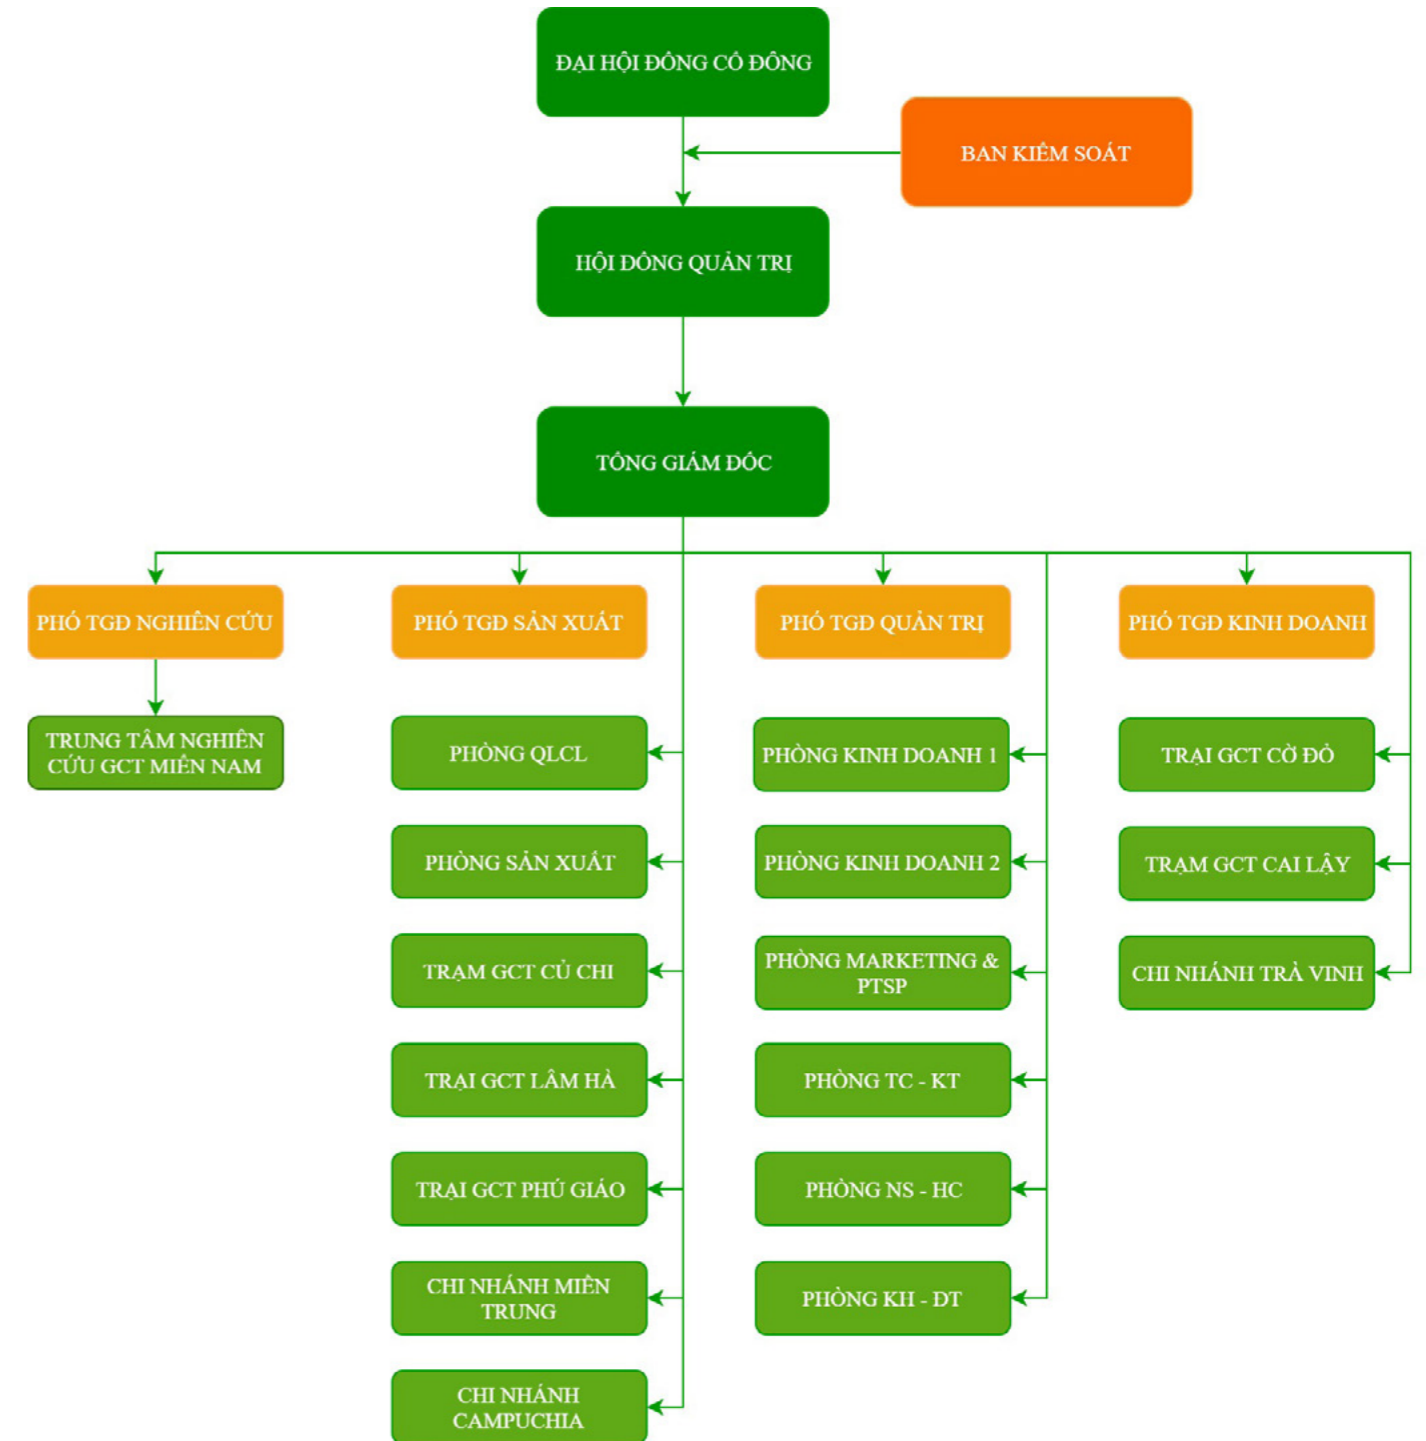 ĐẠI HỘI ĐỒNG CỔ ĐÔNG
BAN KIỂM SOÁT
HỘI ĐỒNG QUẢN TRỊ
TỔNG GIÁM ĐỐC
PHÓ TGĐ NGHIÊN CỨU
PHÓ TGĐ SẢN XUẤT
PHÓ TGĐ QUẢN TRỊ
PHÓ TGĐ KINH DOANH
TRUNG TÂM NGHIÊN
CỨU GCT MIỀN NAM
PHÒNG QLCL
PHÒNG KINH DOANH 1
TRẠI GCT CỜ ĐỎ
PHÒNG SẢN XUẤT
PHÒNG KINH DOANH 2
TRẠM GCT CAI LẬY
TRẠM GCT CỦ CHI
PHÒNG MARKETING &
PTSP
CHI NHÁNH TRÀ VINH
TRẠI GCT LÂM HÀ
PHÒNG TC - KT
TRẠI GCT PHÚ GIÁO
PHÒNG NS - HC
CHI NHÁNH MIỀN
TRUNG
PHÒNG KH - ĐT
CHI NHÁNH
CAMPUCHIA